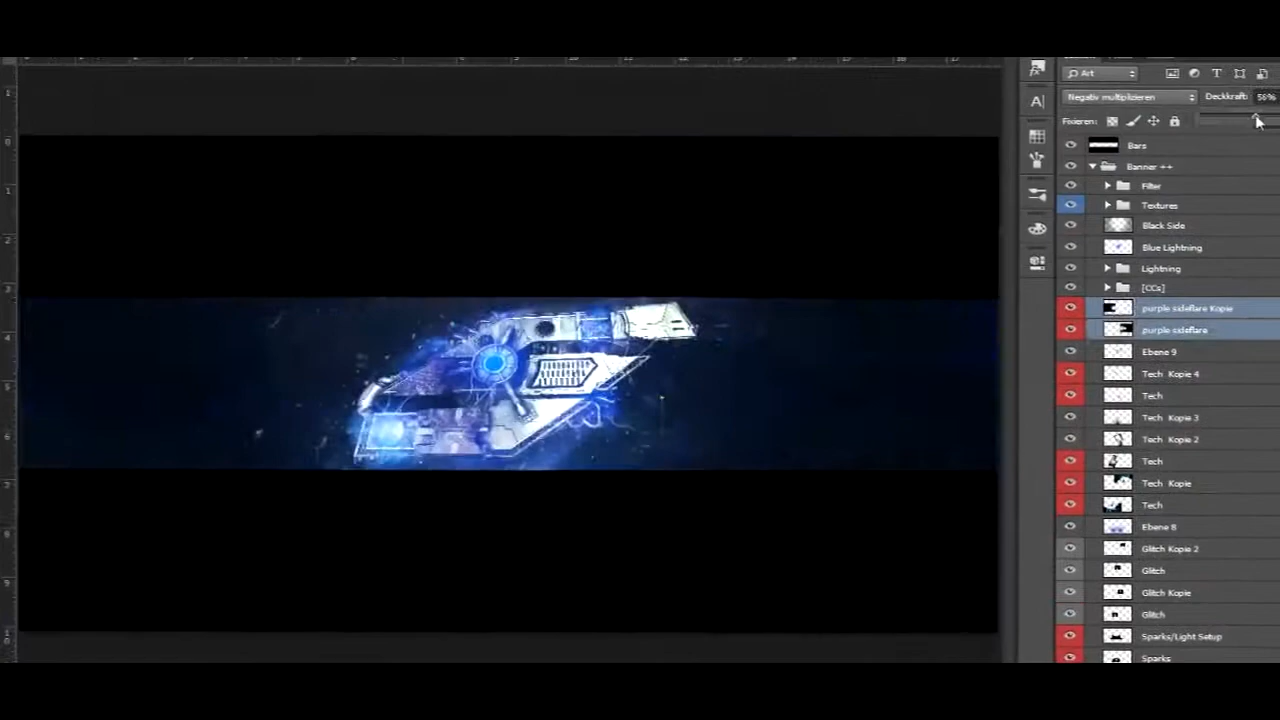 Art
Negativ multiplizieren Deckkraft: 56%
Fixieren:
Bars
Banner ++
Filter
Textures
Black Side
Blue Lightning
Lightning
[CCs]
purple sideflare Kopie
purple sideflare
Ebene 9
Tech Kopie 4
Tech
Tech Kopie 3
Tech Kopie 2
Tech
Tech Kopie
Tech
Ebene 8
Glitch Kopie 2
Glitch
Glitch Kopie
Glitch
Sparks/Light Setup
Sparks